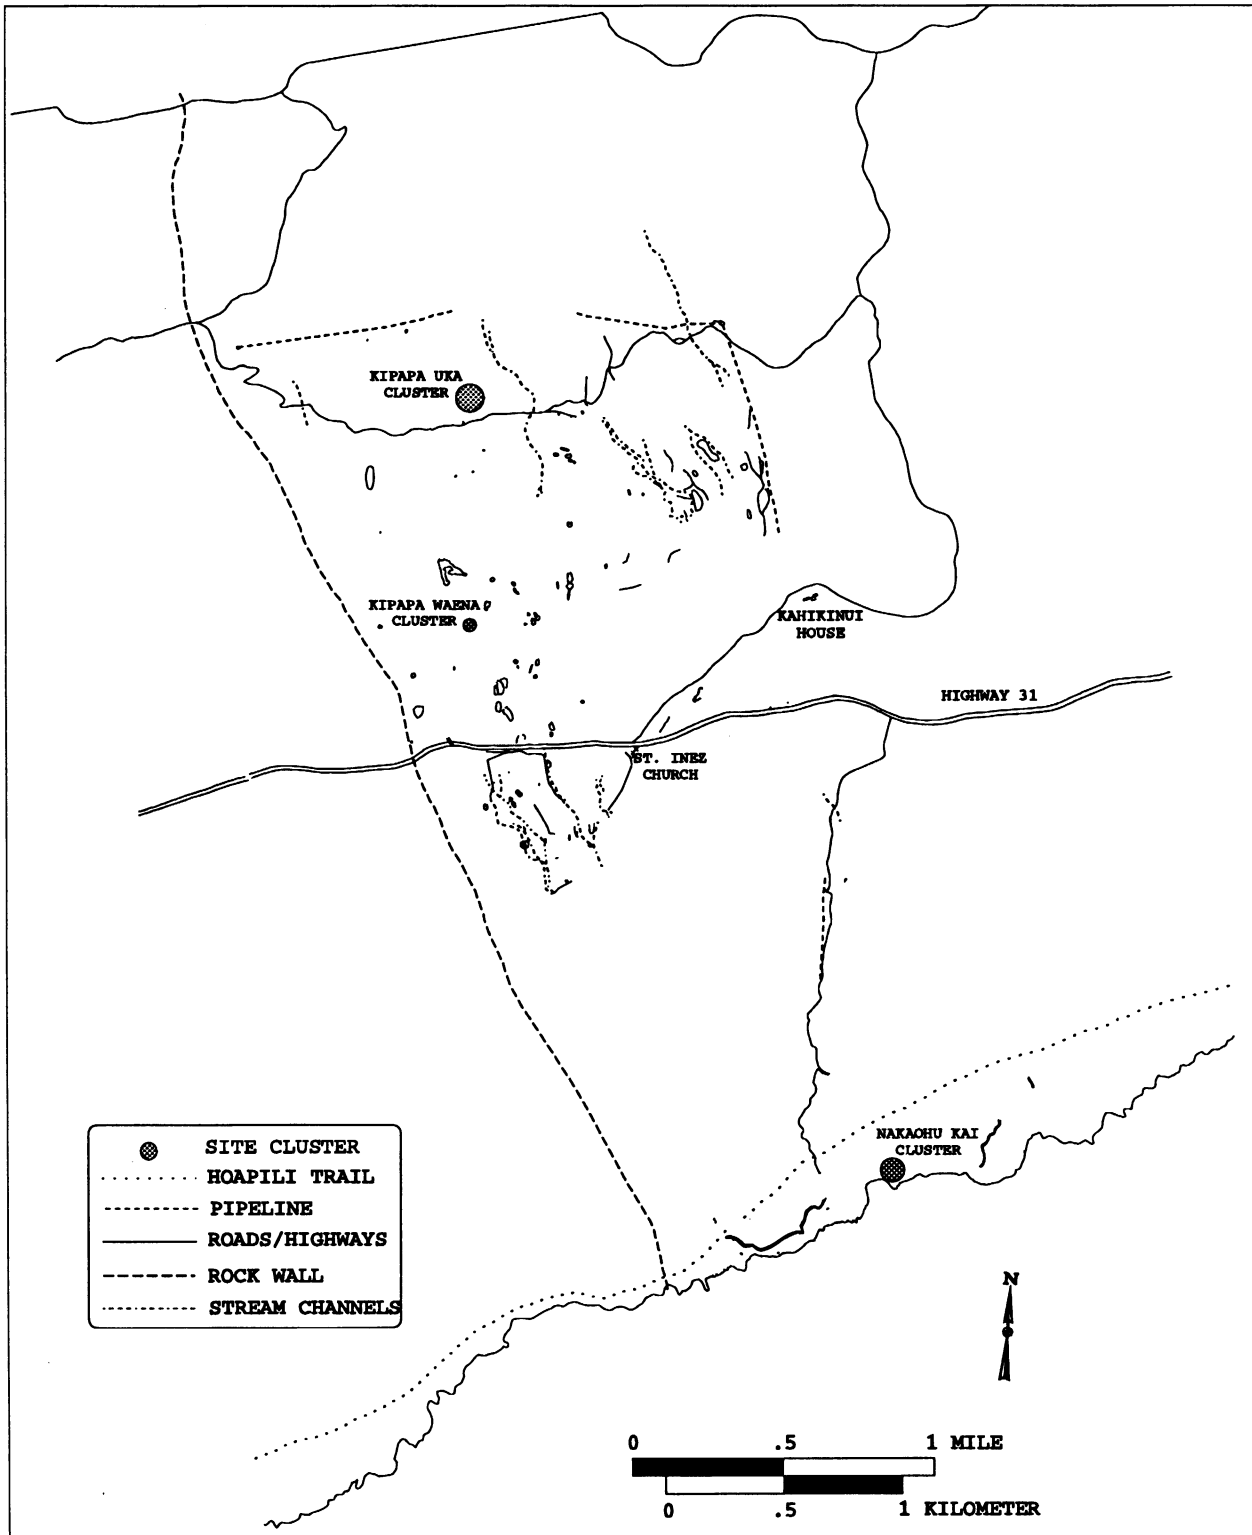 KIPAPA UKA
CLUSTER
KIPAPA WAENA
CLUSTER
KAHIKINUI
HOUSE
HIGHWAY 31
ST. INEZ
CHURCH
NAKAOHU KAI
CLUSTER
SITE CLUSTER
HOAPILI TRAIL
PIPELINE
ROADS/HIGHWAYS
ROCK WALL
STREAM CHANNELS
N
0 .5 1 MILE
0 .5 1 KILOMETER